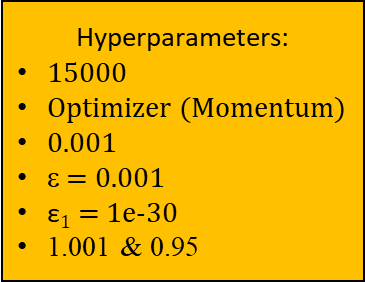 Hyperparameters:
• 15000
• Optimizer (Momentum)
• 0.001
• ε = 0.001
• ε₁ = 1e-30
• 1.001 & 0.95